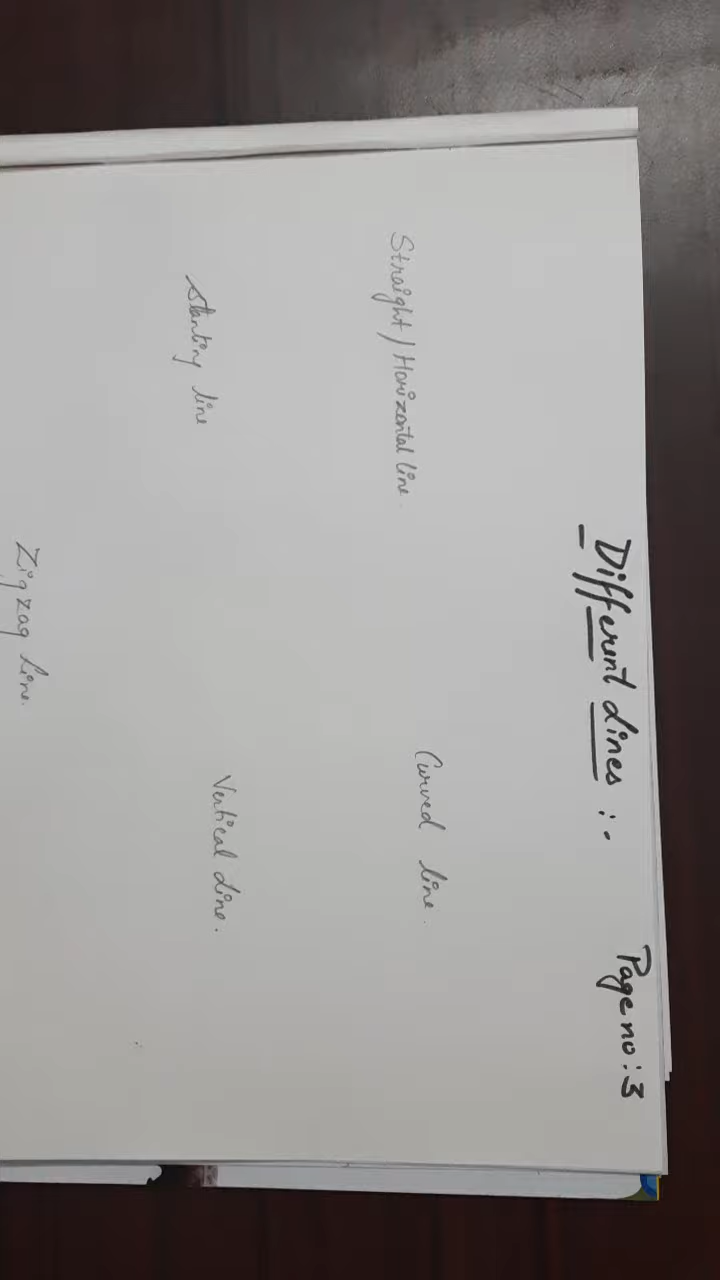 Page no:3
Different Lines :-
Straight / Horizontal line.
Curved line.
Slanting line
Vertical Line.
Zigzag Line.